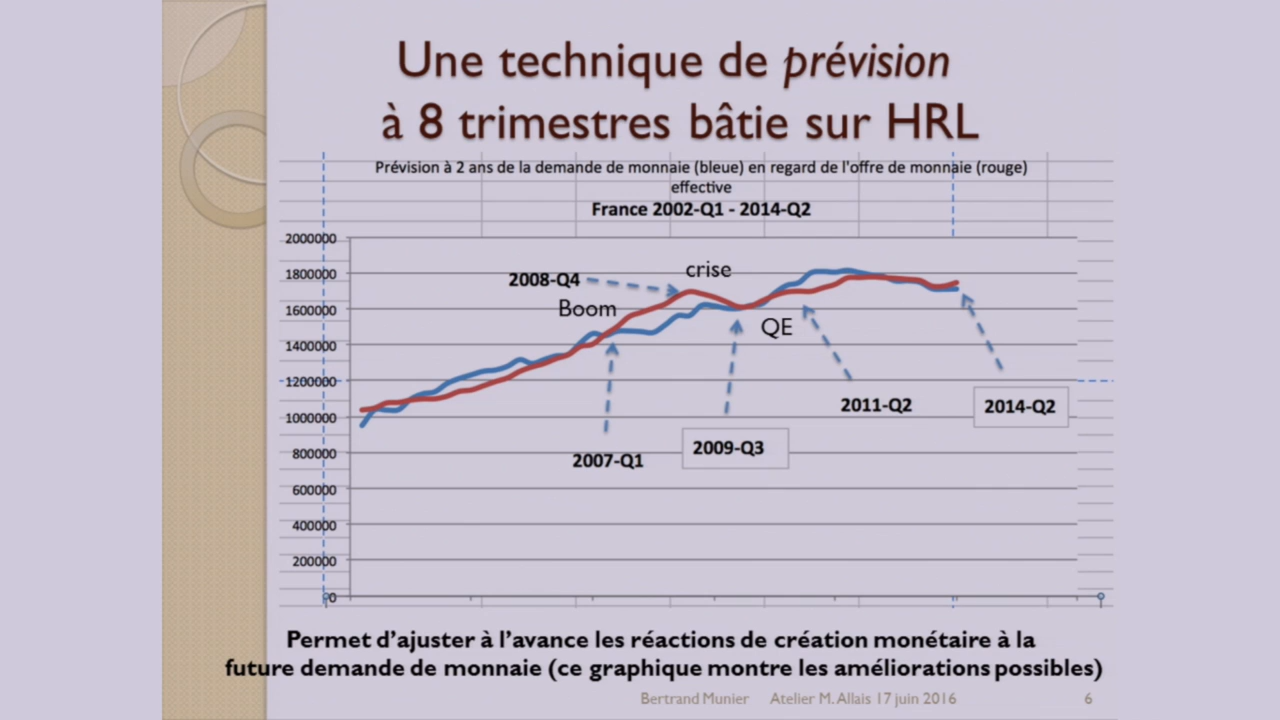 Une technique de prévision
à 8 trimestres bâtie sur HRL
Prévision à 2 ans de la demande de monnaie (bleue) en regard de l'offre de monnaie (rouge)
effective
France 2002-Q1 - 2014-Q2
2000000
1800000
1600000
1400000
1200000
1000000
800000
600000
400000
200000
0
2008-Q4
crise
Boom
QE
2011-Q2
2014-Q2
2009-Q3
2007-Q1
Permet d'ajuster à l'avance les réactions de création monétaire à la
future demande de monnaie (ce graphique montre les améliorations possibles)
Bertrand Munier Atelier M. Allais 17 juin 2016 6